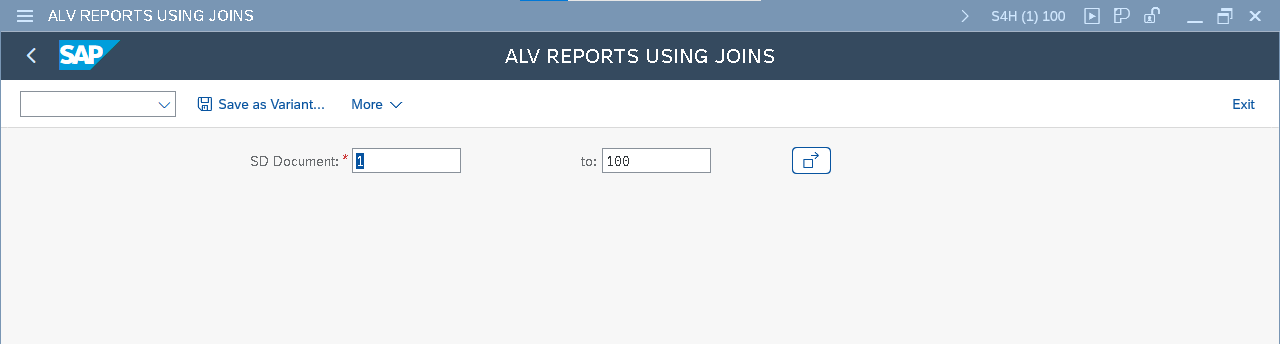 ALV REPORTS USING JOINS S4H (1) 100
SAP ALV REPORTS USING JOINS
Save as Variant... More Exit
SD Document: * 1 to: 100